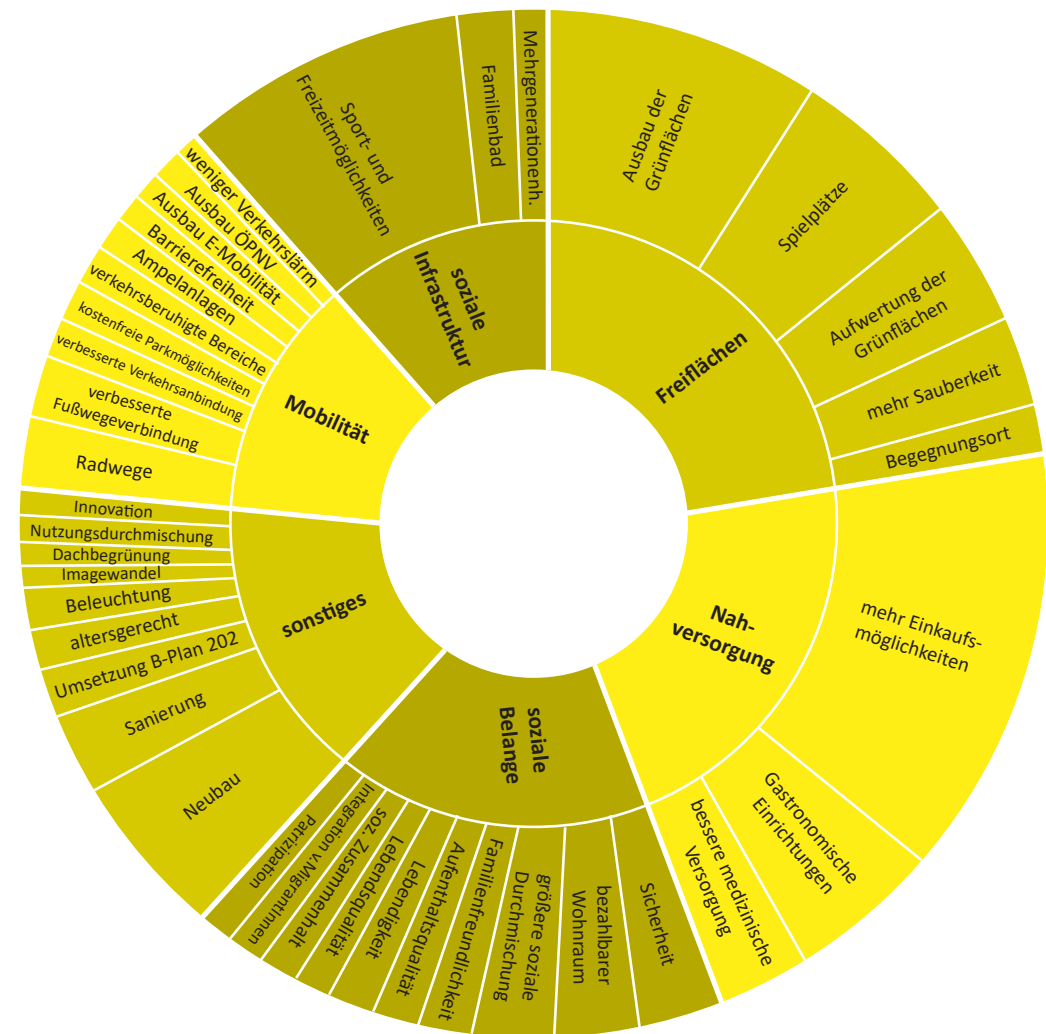 Freiflächen
Ausbau der
Grünflächen
Spielplätze
Aufwertung der
Grünflächen
mehr Sauberkeit
Begegnungsort
Nah-
versorgung
mehr Einkaufs-
möglichkeiten
Gastronomische
Einrichtungen
bessere medizinische
Versorgung
soziale
Belange
Sicherheit
bezahlbarer
Wohnraum
größere soziale
Durchmischung
Familienfreundlichkeit
Aufenthaltsqualität
Lebendigkeit
Lebendsqualität
soz. Zusammenhalt
Integration v.MigrantInnen
Patrizipation
sonstiges
Neubau
Sanierung
Umsetzung B-Plan 202
altersgerecht
Beleuchtung
Imagewandel
Dachbegrünung
Nutzungsdurchmischung
Innovation
Mobilität
Radwege
verbesserte
Fußwegeverbindung
verbesserte Verkehrsanbindung
kostenfreie Parkmöglichkeiten
verkehrsberuhigte Bereiche
Ampelanlagen
Barrierefreiheit
Ausbau E-Mobilität
Ausbau ÖPNV
weniger Verkehrslärm
soziale
Infrastruktur
Sport- und
Freizeitmöglichkeiten
Familienbad
Mehrgenerationenh.